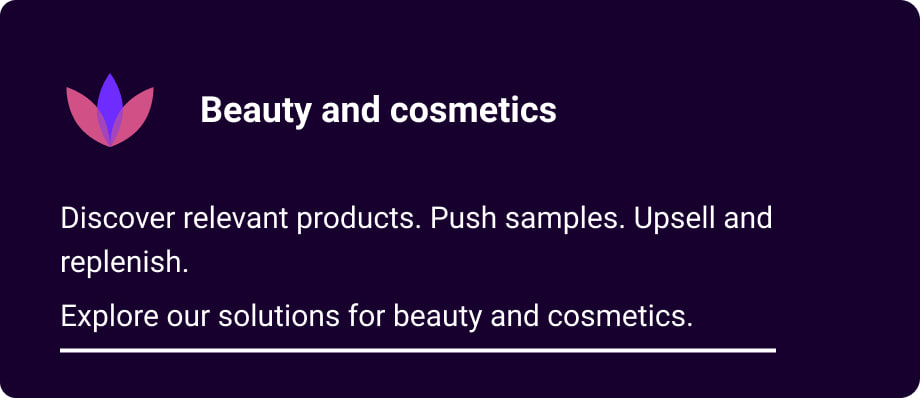 Beauty and cosmetics
Discover relevant products. Push samples. Upsell and
replenish.
Explore our solutions for beauty and cosmetics.